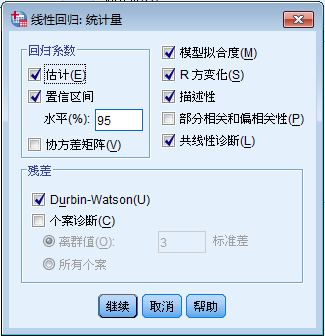 线性回归: 统计量
回归系数
估计(E)
置信区间
水平(%): 95
协方差矩阵(V)
模型拟合度(M)
R 方变化(S)
描述性
部分相关和偏相关性(P)
共线性诊断(L)
残差
Durbin-Watson(U)
个案诊断(C)
离群值(O): 3 标准差
所有个案
继续 取消 帮助